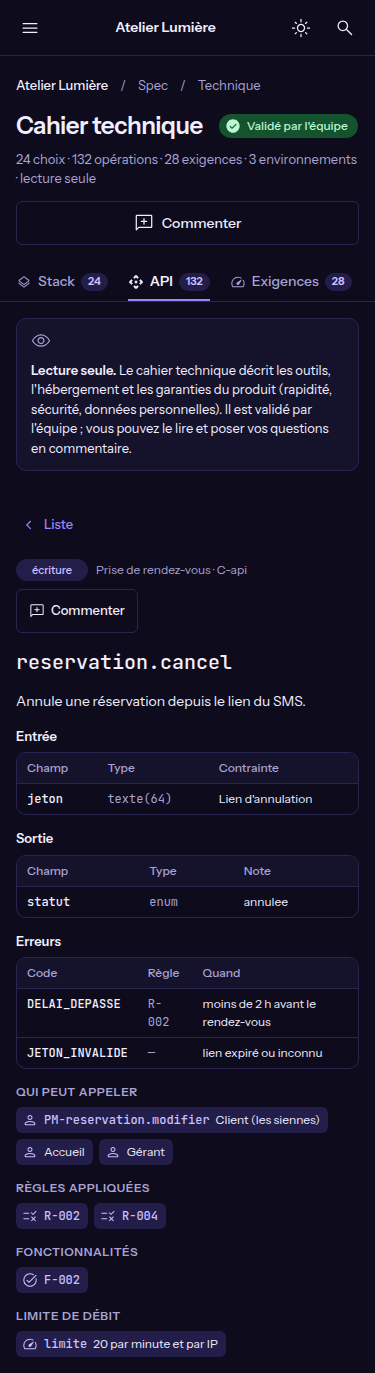 Atelier Lumière
Atelier Lumière / Spec / Technique
Cahier technique
Validé par l'équipe
24 choix · 132 opérations · 28 exigences · 3 environnements
· lecture seule
Commenter
Stack 24 API 132 Exigences 28
Lecture seule. Le cahier technique décrit les outils,
l'hébergement et les garanties du produit (rapidité,
sécurité, données personnelles). Il est validé par
l'équipe ; vous pouvez le lire et poser vos questions
en commentaire.
Liste
écriture Prise de rendez-vous · C-api
Commenter
reservation.cancel
Annule une réservation depuis le lien du SMS.
Entrée
Champ Type Contrainte
jeton texte(64) Lien d'annulation
Sortie
Champ Type Note
statut enum annulee
Erreurs
Code Règle Quand
DELAI_DEPASSE R-002 moins de 2 h avant le
rendez-vous
JETON_INVALIDE — lien expiré ou inconnu
QUI PEUT APPELER
PM-reservation.modifier Client (les siennes)
Accueil Gérant
RÈGLES APPLIQUÉES
R-002 R-004
FONCTIONNALITÉS
F-002
LIMITE DE DÉBIT
limite 20 par minute et par IP